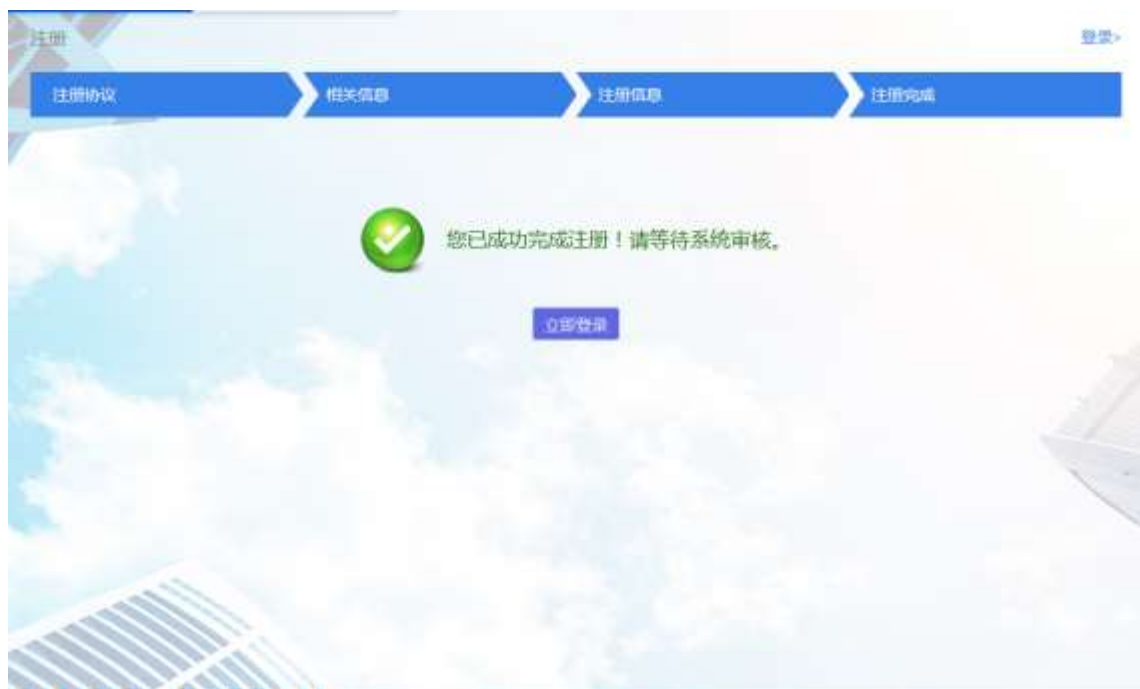 注册
登录>
注册协议
相关信息
注册信息
注册完成
您已成功完成注册！请等待系统审核。
立即登录